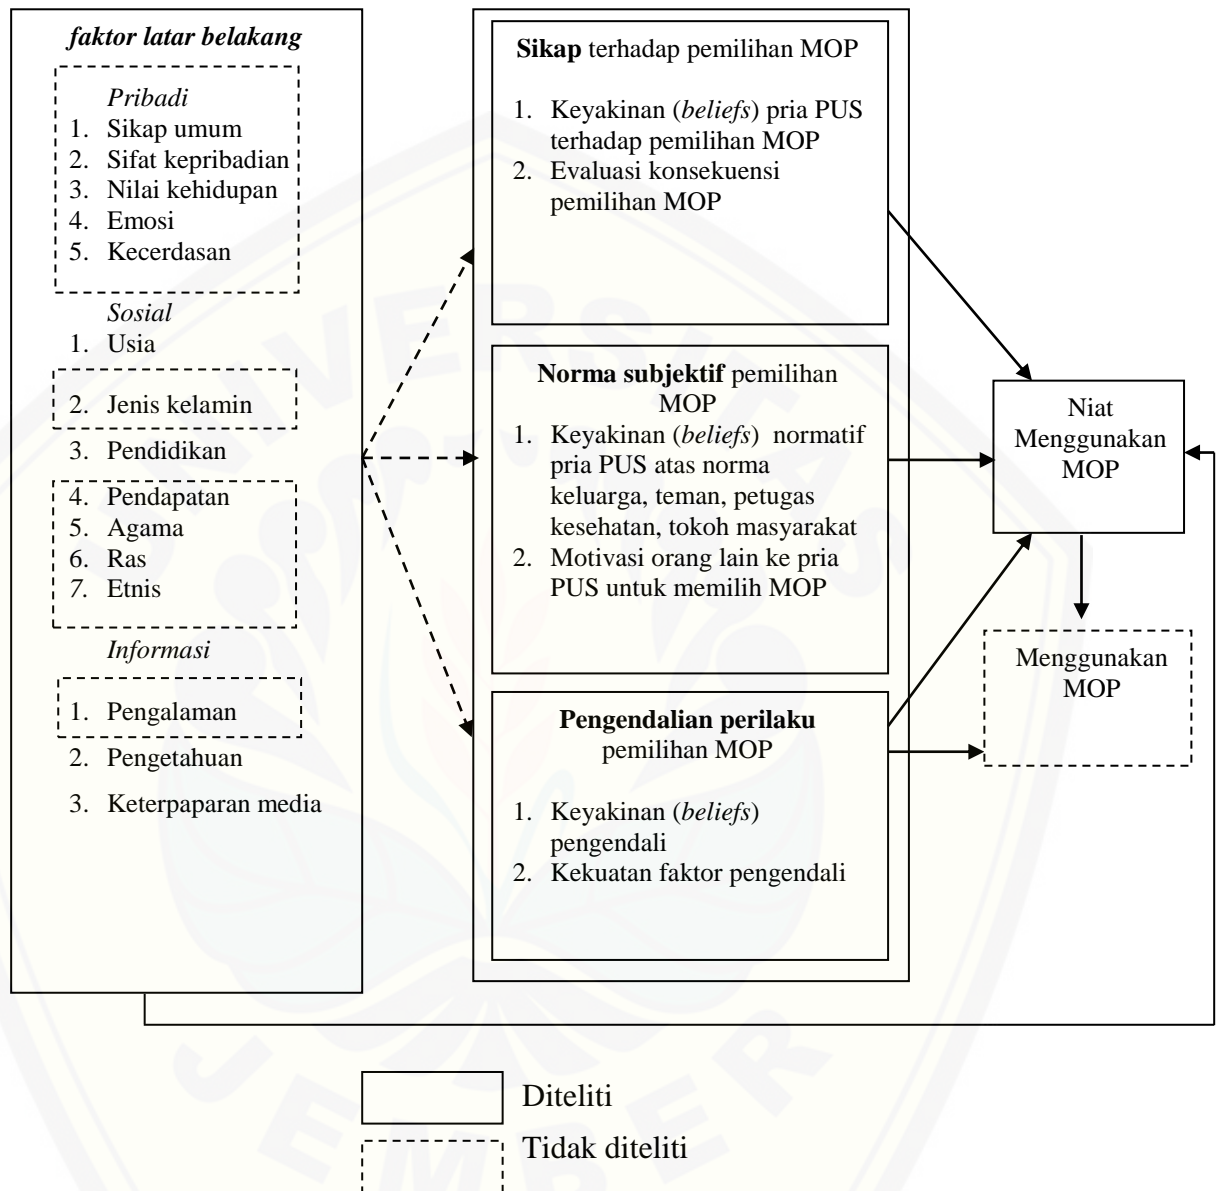 faktor latar belakang
Pribadi
1. Sikap umum
2. Sifat kepribadian
3. Nilai kehidupan
4. Emosi
5. Kecerdasan
Sosial
1. Usia
2. Jenis kelamin
3. Pendidikan
4. Pendapatan
5. Agama
6. Ras
7. Etnis
Informasi
1. Pengalaman
2. Pengetahuan
3. Keterpaparan media
Sikap terhadap pemilihan MOP
1. Keyakinan (beliefs) pria PUS
terhadap pemilihan MOP
2. Evaluasi konsekuensi
pemilihan MOP
Norma subjektif pemilihan
MOP
1. Keyakinan (beliefs) normatif
pria PUS atas norma
keluarga, teman, petugas
kesehatan, tokoh masyarakat
2. Motivasi orang lain ke pria
PUS untuk memilih MOP
Pengendalian perilaku
pemilihan MOP
1. Keyakinan (beliefs)
pengendali
2. Kekuatan faktor pengendali
Niat
Menggunakan
MOP
Menggunakan
MOP
Diteliti
Tidak diteliti
UNIVERSITAS
JEMBER